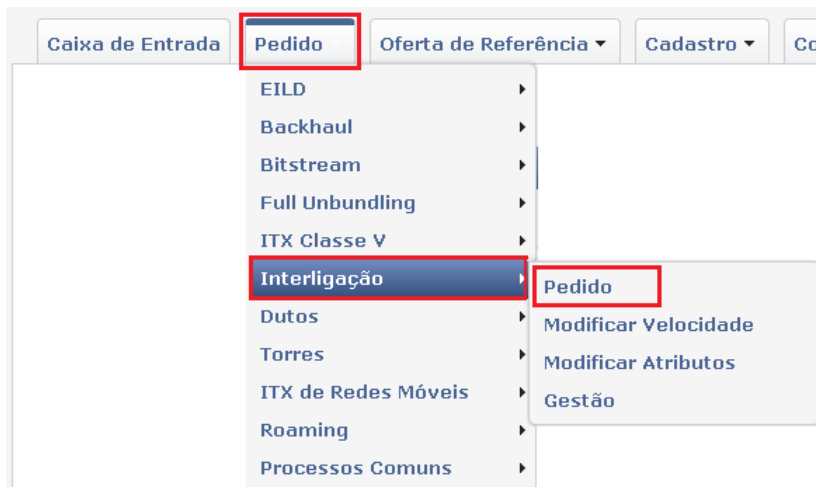 Caixa de Entrada Pedido Oferta de Referência Cadastro
EILD
Backhaul
Bitstream
Full Unbundling
ITX Classe V
Interligação
Pedido
Dutos
Modificar Velocidade
Torres
Modificar Atributos
ITX de Redes Móveis
Gestão
Roaming
Processos Comuns